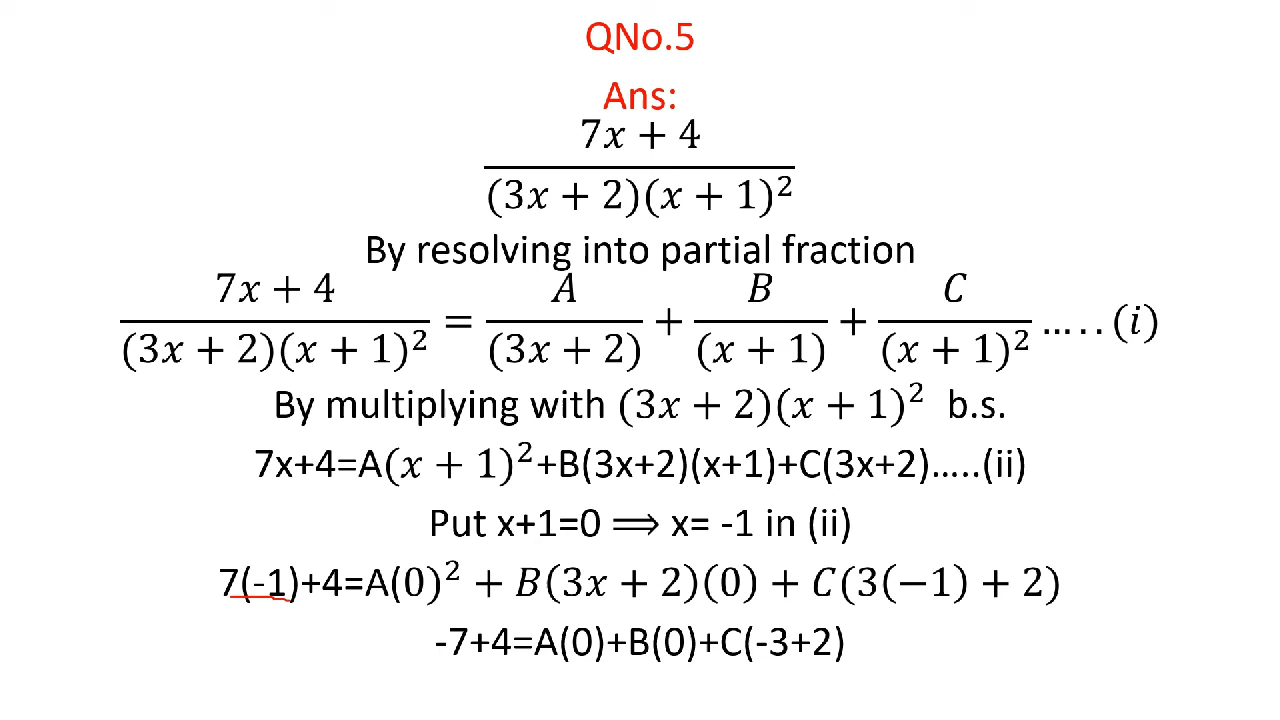 QNo.5
Ans:
7x + 4
(3x + 2)(x + 1)²
By resolving into partial fraction
7x + 4 / (3x + 2)(x + 1)² = A / (3x + 2) + B / (x + 1) + C / (x + 1)² ... . . (i)
By multiplying with (3x + 2)(x + 1)² b.s.
7x+4=A(x + 1)²+B(3x+2)(x+1)+C(3x+2).....(ii)
Put x+1=0 ⟹ x= -1 in (ii)
7(-1)+4=A(0)² + B(3x + 2)(0) + C(3(−1) + 2)
-7+4=A(0)+B(0)+C(-3+2)